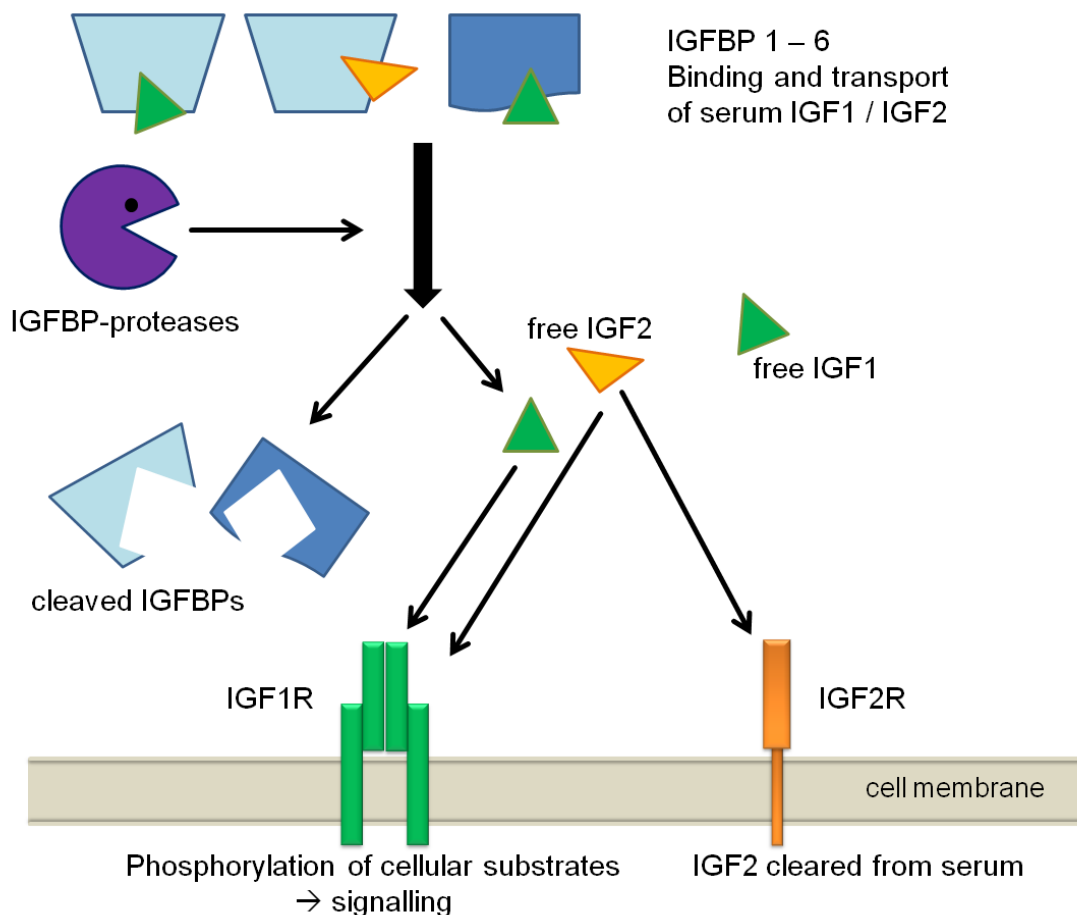 IGFBP 1 – 6
Binding and transport
of serum IGF1 / IGF2
IGFBP-proteases
free IGF2
free IGF1
cleaved IGFBPs
IGF1R
IGF2R
cell membrane
Phosphorylation of cellular substrates
→ signalling
IGF2 cleared from serum